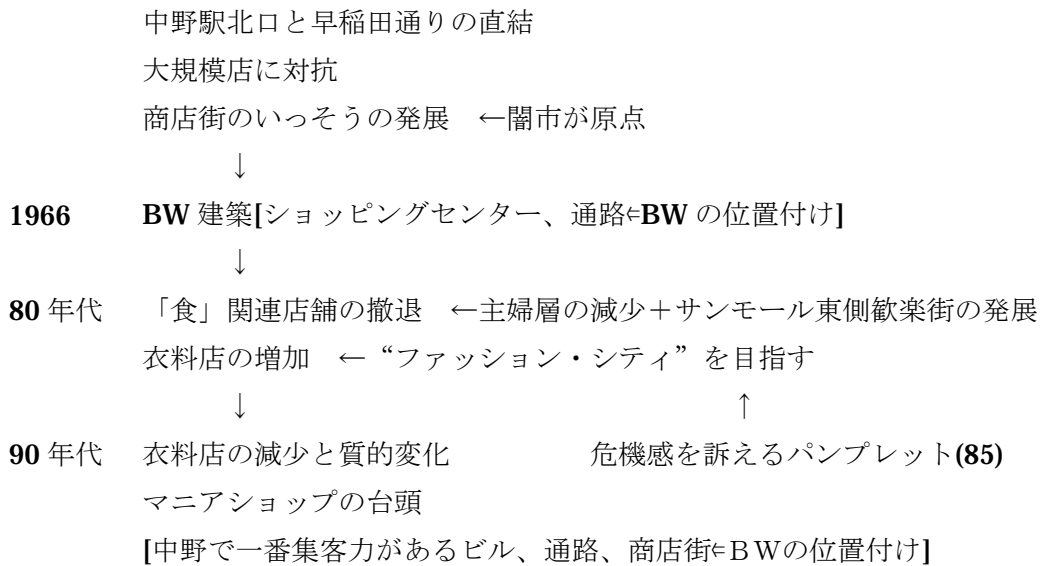 中野駅北口と早稲田通りの直結
大規模店に対抗
商店街のいっそうの発展　←闇市が原点
↓
1966　BW 建築[ショッピングセンター、通路⇐BW の位置付け]
↓
80 年代　「食」関連店舗の撤退　←主婦層の減少＋サンモール東側歓楽街の発展
衣料店の増加　←“ファッション・シティ”を目指す
↓　↑
90 年代　衣料店の減少と質的変化　危機感を訴えるパンプレット(85)
マニアショップの台頭
[中野で一番集客力があるビル、通路、商店街⇐ＢＷの位置付け]